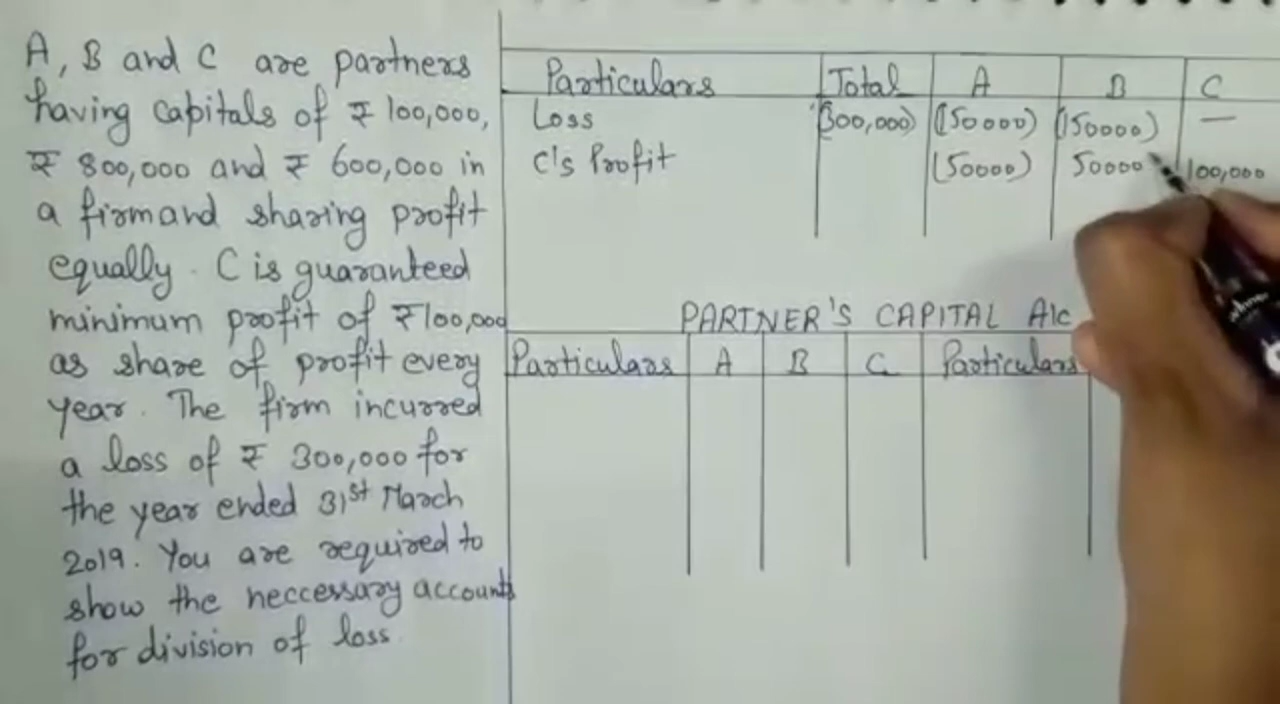 A, B and C are partners
having capitals of ₹ 100,000,
₹ 800,000 and ₹ 600,000 in
a firm and sharing profit
equally. C is guaranteed
minimum profit of ₹100,000
as share of profit every
year. The firm incurred
a loss of ₹ 300,000 for
the year ended 31st March
2019. You are required to
show the neccessary accounts
for division of loss.
Particulars Total A B C
Loss (300,000) (150000) (150000) —
C's Profit (50000) 50000 100,000
PARTNER'S CAPITAL A/c
Particulars A B C Particulars